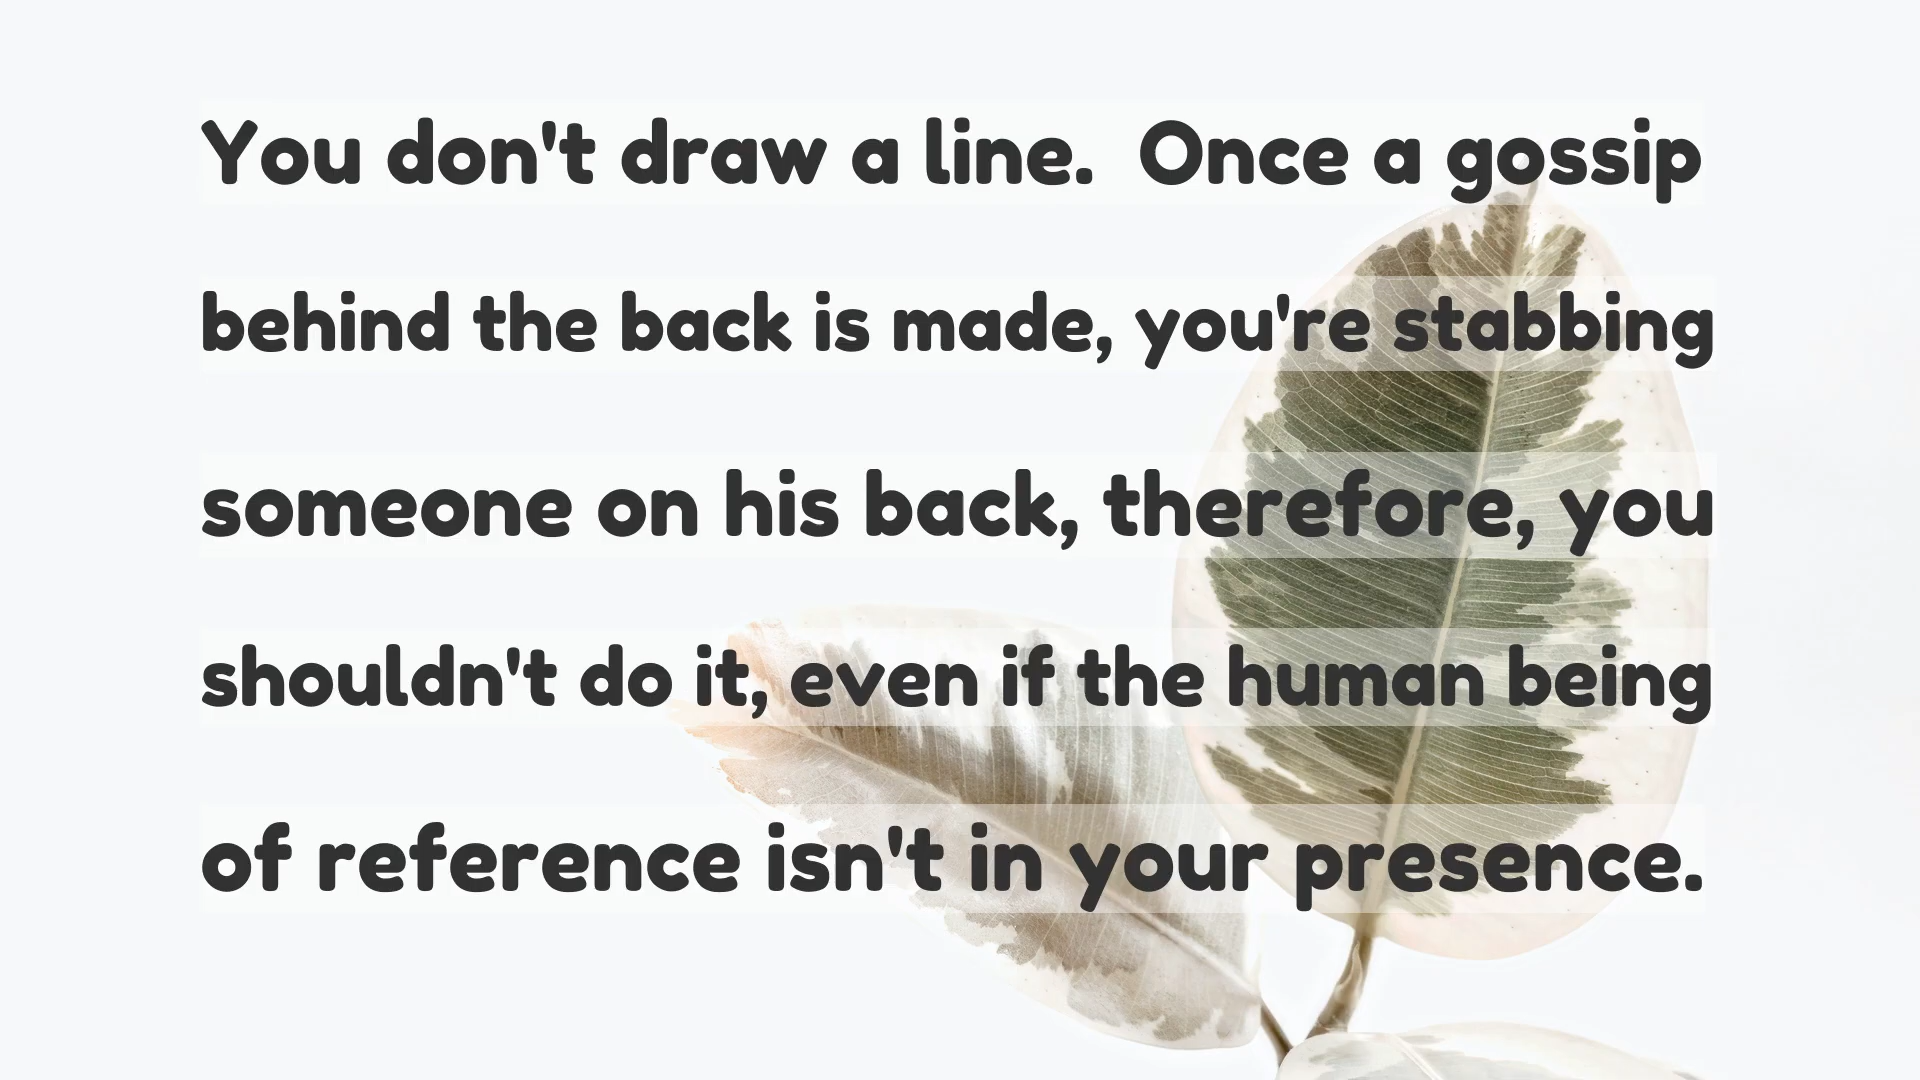 You don't draw a line.  Once a gossip
behind the back is made, you're stabbing
someone on his back, therefore, you
shouldn't do it, even if the human being
of reference isn't in your presence.